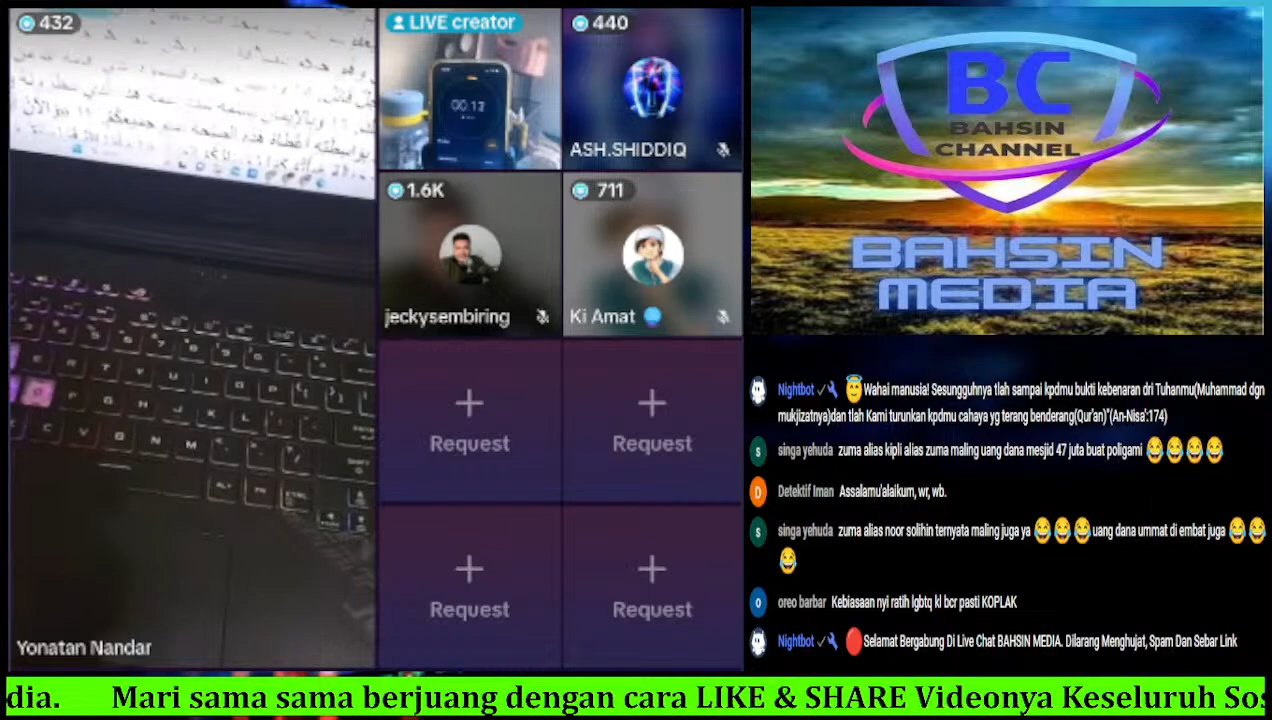 432
LIVE creator
00:12
440
ASH.SHIDDIQ
1.6K
jeckysembiring
711
Ki Amat
Request
Request
Request
Request
Yonatan Nandar
BC
BAHSIN
CHANNEL
BAHSIN
MEDIA
Nightbot 😇Wahai manusia! Sesungguhnya tlah sampai kpdmu bukti kebenaran dri Tuhanmu(Muhammad dgn
mukjizatnya)dan tlah Kami turunkan kpdmu cahaya yg terang benderang(Qur'an)"(An-Nisa':174)
S singa yehuda zuma alias kipli alias zuma maling uang dana mesjid 47 juta buat poligami 😂😂😂😂
D Detektif Iman Assalamu'alaikum, wr, wb.
S singa yehuda zuma alias noor solihin ternyata maling juga ya 😂😂😂uang dana ummat di embat juga 😂😂
😂
O oreo barbar Kebiasaan nyi ratih lgbtq kl bcr pasti KOPLAK
Nightbot 🔴Selamat Bergabung Di Live Chat BAHSIN MEDIA. Dilarang Menghujat, Spam Dan Sebar Link
dia. Mari sama sama berjuang dengan cara LIKE & SHARE Videonya Keseluruh Sos